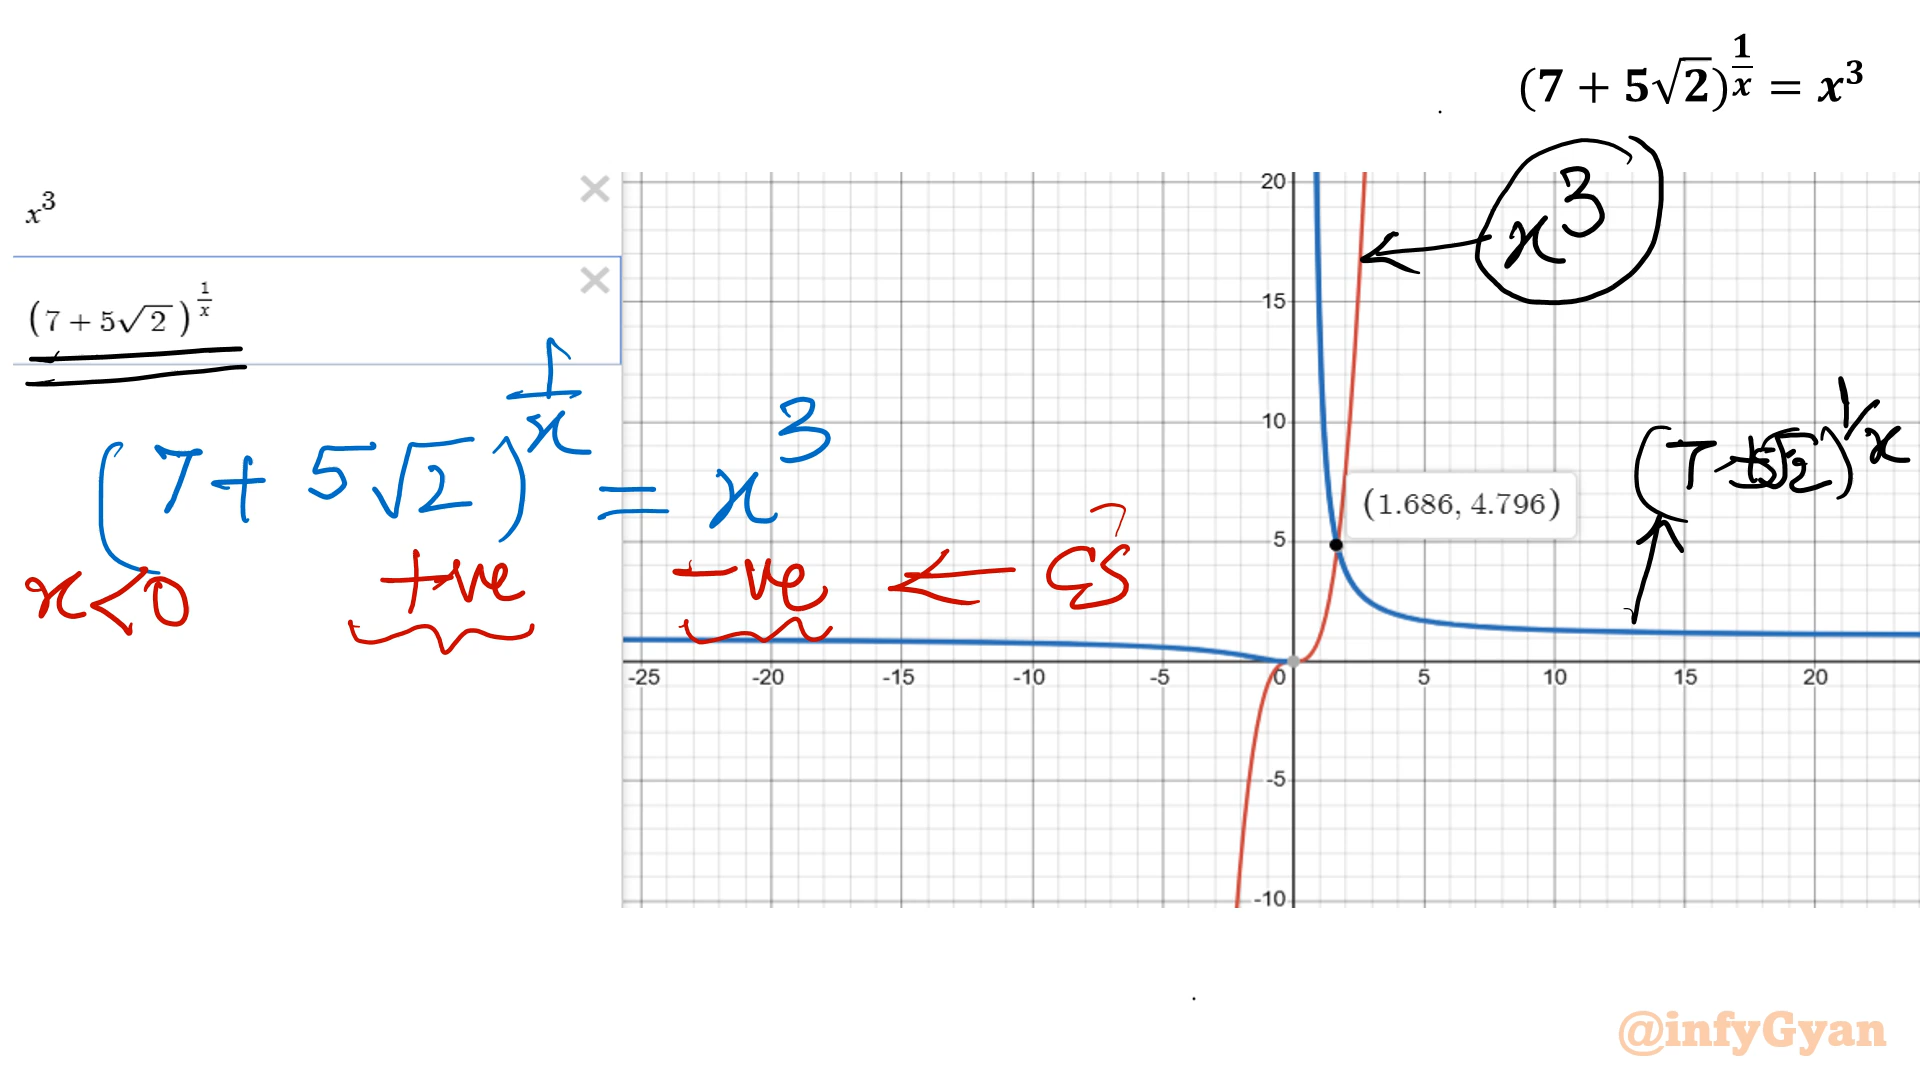 (7 + 5√2)^(1/x) = x³
x³
(7 + 5√2)^(1/x)
x³
20
15
10
5
-5
-10
-25 -20 -15 -10 -5 0 5 10 15 20
(1.686, 4.796)
(7 + 5√2)^(1/x)
(7 + 5√2)^(1/x) = x³
x < 0 +ve -ve ←
@infyGyan